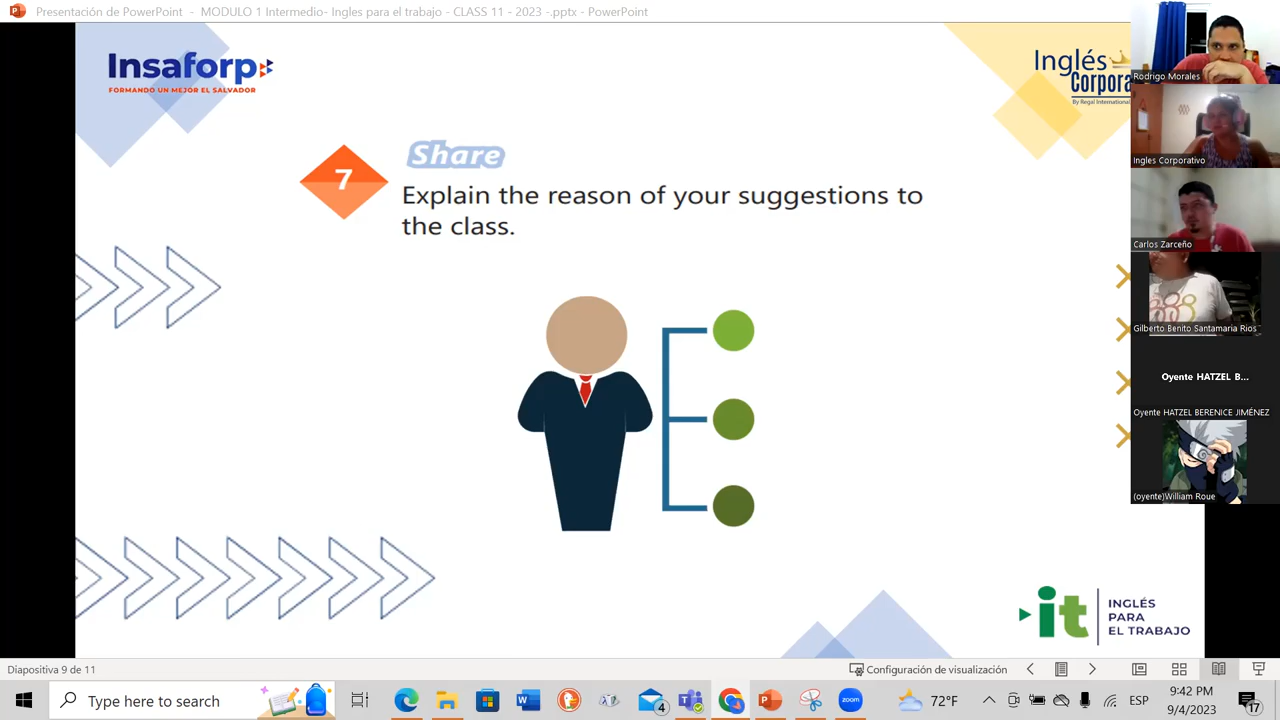 Presentación de PowerPoint - MODULO 1 Intermedio- Ingles para el trabajo - CLASS 11 - 2023 -.pptx - PowerPoint
Insaforp
FORMANDO UN MEJOR EL SALVADOR
Inglés
Corpora
By Regal International
7
Share
Explain the reason of your suggestions to
the class.
Rodrigo Morales
Ingles Corporativo
Carlos Zarceño
Gilberto Benito Santamaria Rios
Oyente HATZEL B...
Oyente HATZEL BERENICE JIMÉNEZ
(oyente)William Roue
it
INGLÉS
PARA
EL TRABAJO
Diapositiva 9 de 11
Configuración de visualización
Type here to search
4
zoom
72°F
ESP
9:42 PM
9/4/2023
17